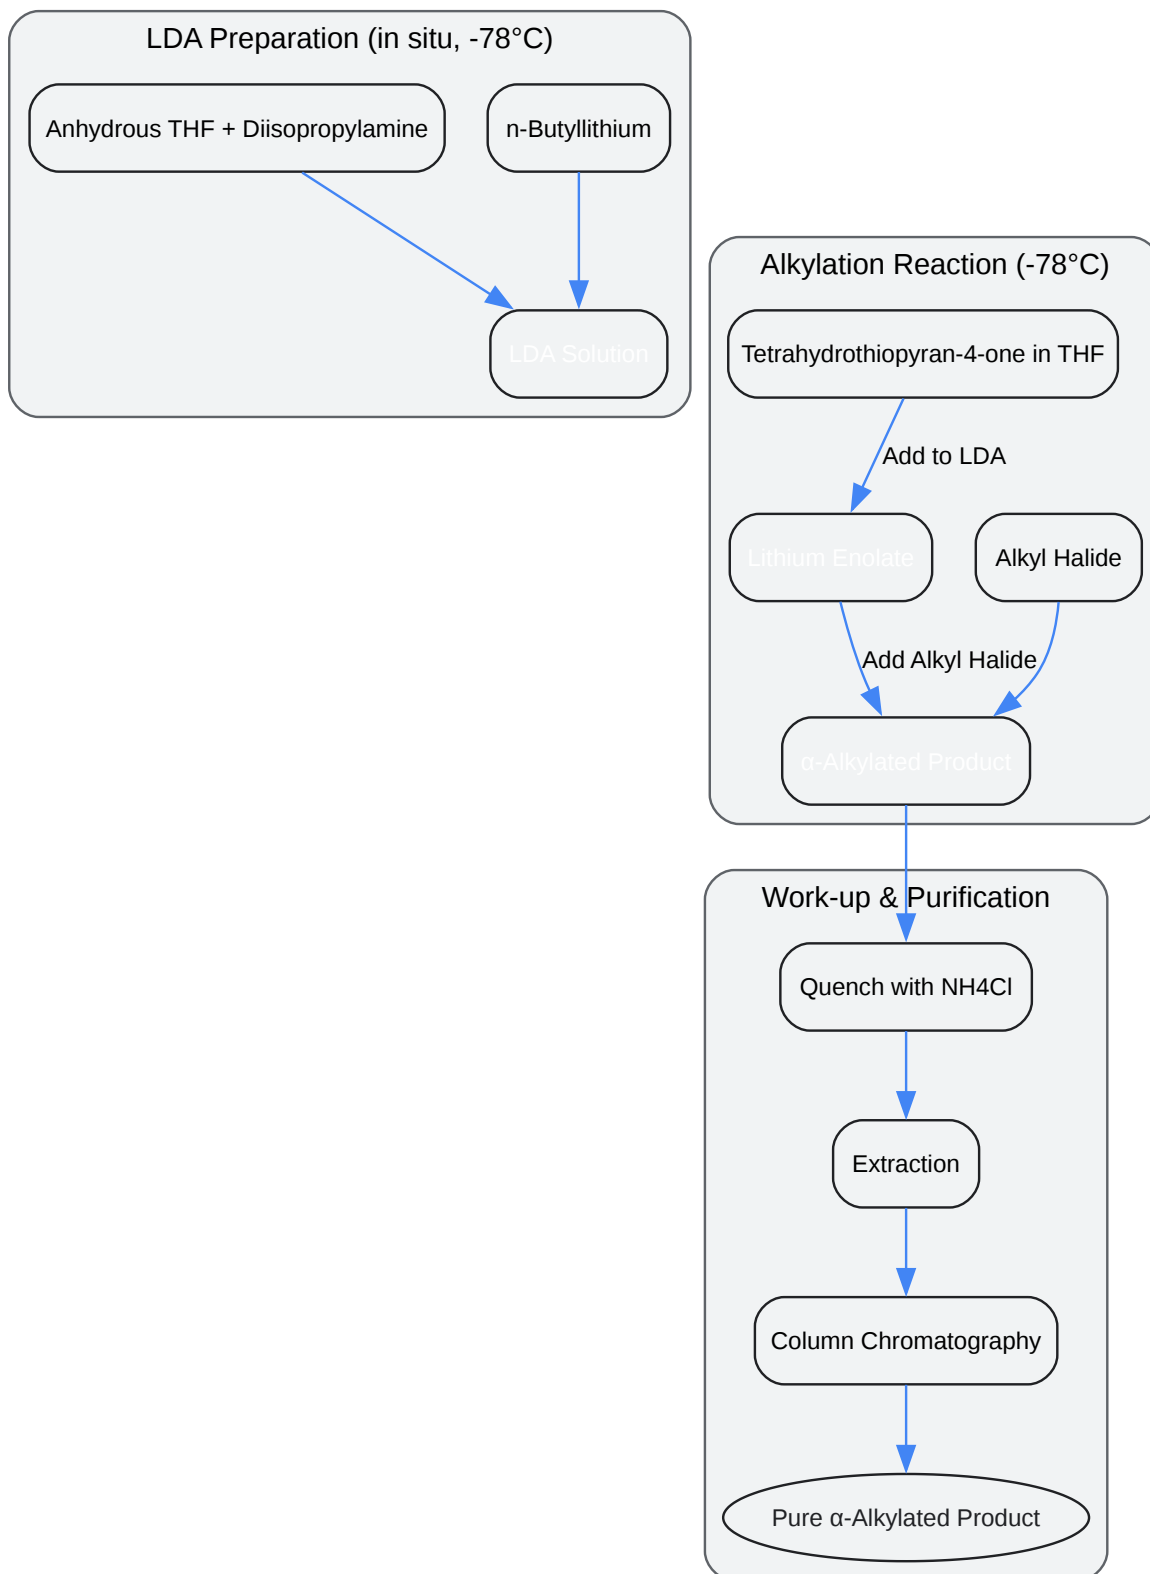 LDA Preparation (in situ, -78°C)
Anhydrous THF + Diisopropylamine
n-Butyllithium
LDA Solution
Alkylation Reaction (-78°C)
Tetrahydrothiopyran-4-one in THF
Add to LDA
Lithium Enolate
Alkyl Halide
Add Alkyl Halide
α-Alkylated Product
Work-up & Purification
Quench with NH4Cl
Extraction
Column Chromatography
Pure α-Alkylated Product